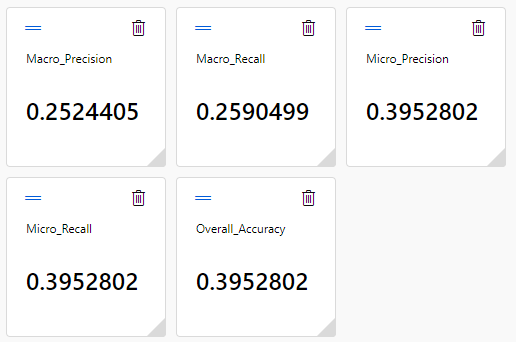 Macro_Precision
0.2524405
Macro_Recall
0.2590499
Micro_Precision
0.3952802
Micro_Recall
0.3952802
Overall_Accuracy
0.3952802